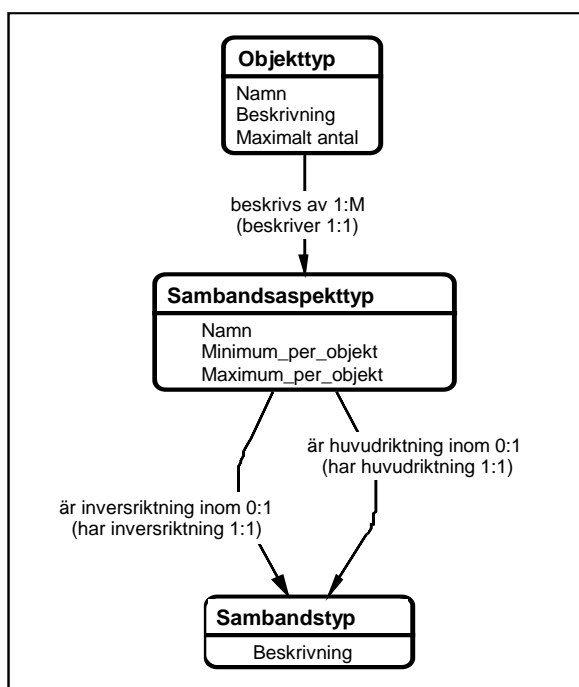 Objekttyp
Namn
Beskrivning
Maximalt antal
beskrivs av 1:M
(beskriver 1:1)
Sambandsaspekttyp
Namn
Minimum_per_objekt
Maximum_per_objekt
är huvudriktning inom 0:1
(har huvudriktning 1:1)
är inversriktning inom 0:1
(har inversriktning 1:1)
Sambandstyp
Beskrivning